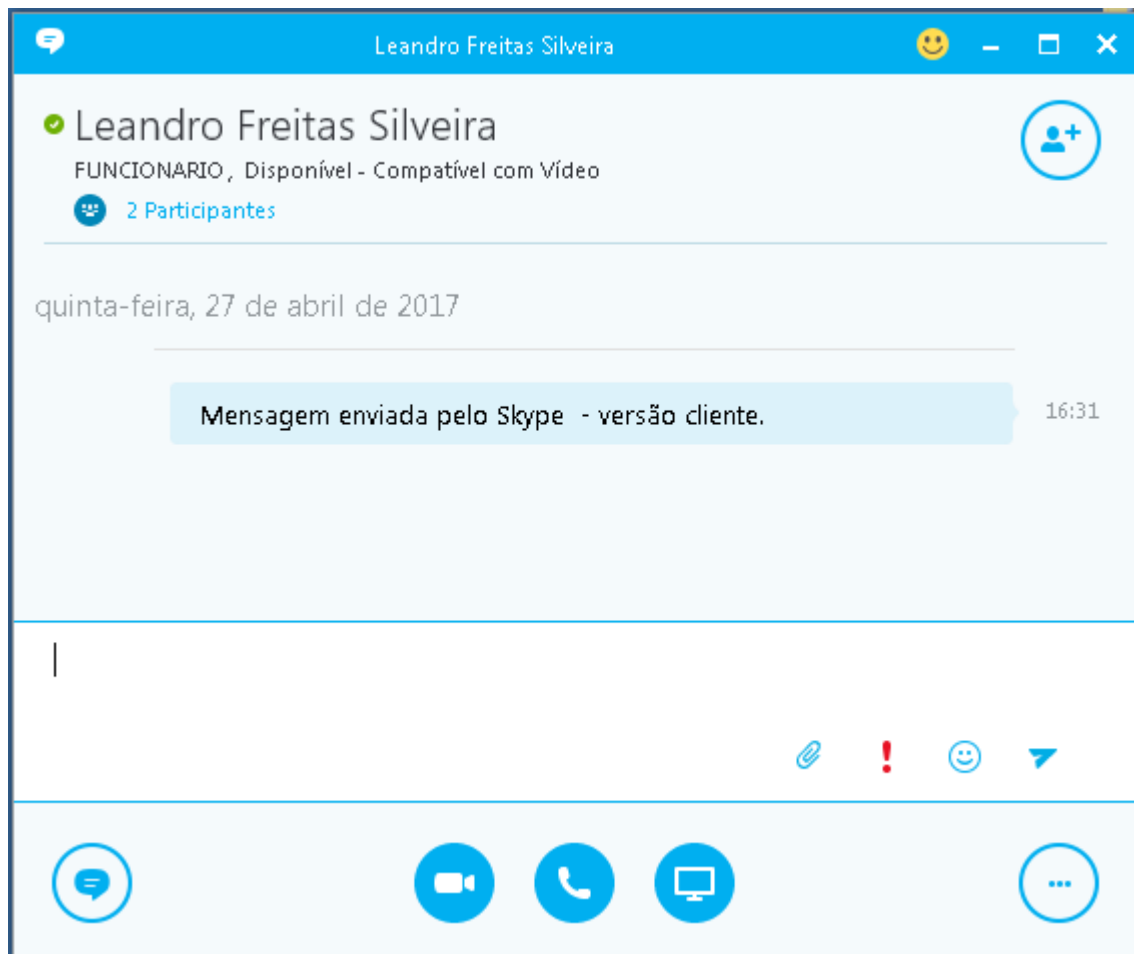 Leandro Freitas Silveira
Leandro Freitas Silveira
FUNCIONARIO, Disponível - Compatível com Vídeo
2 Participantes
quinta-feira, 27 de abril de 2017
Mensagem enviada pelo Skype  - versão cliente.
16:31